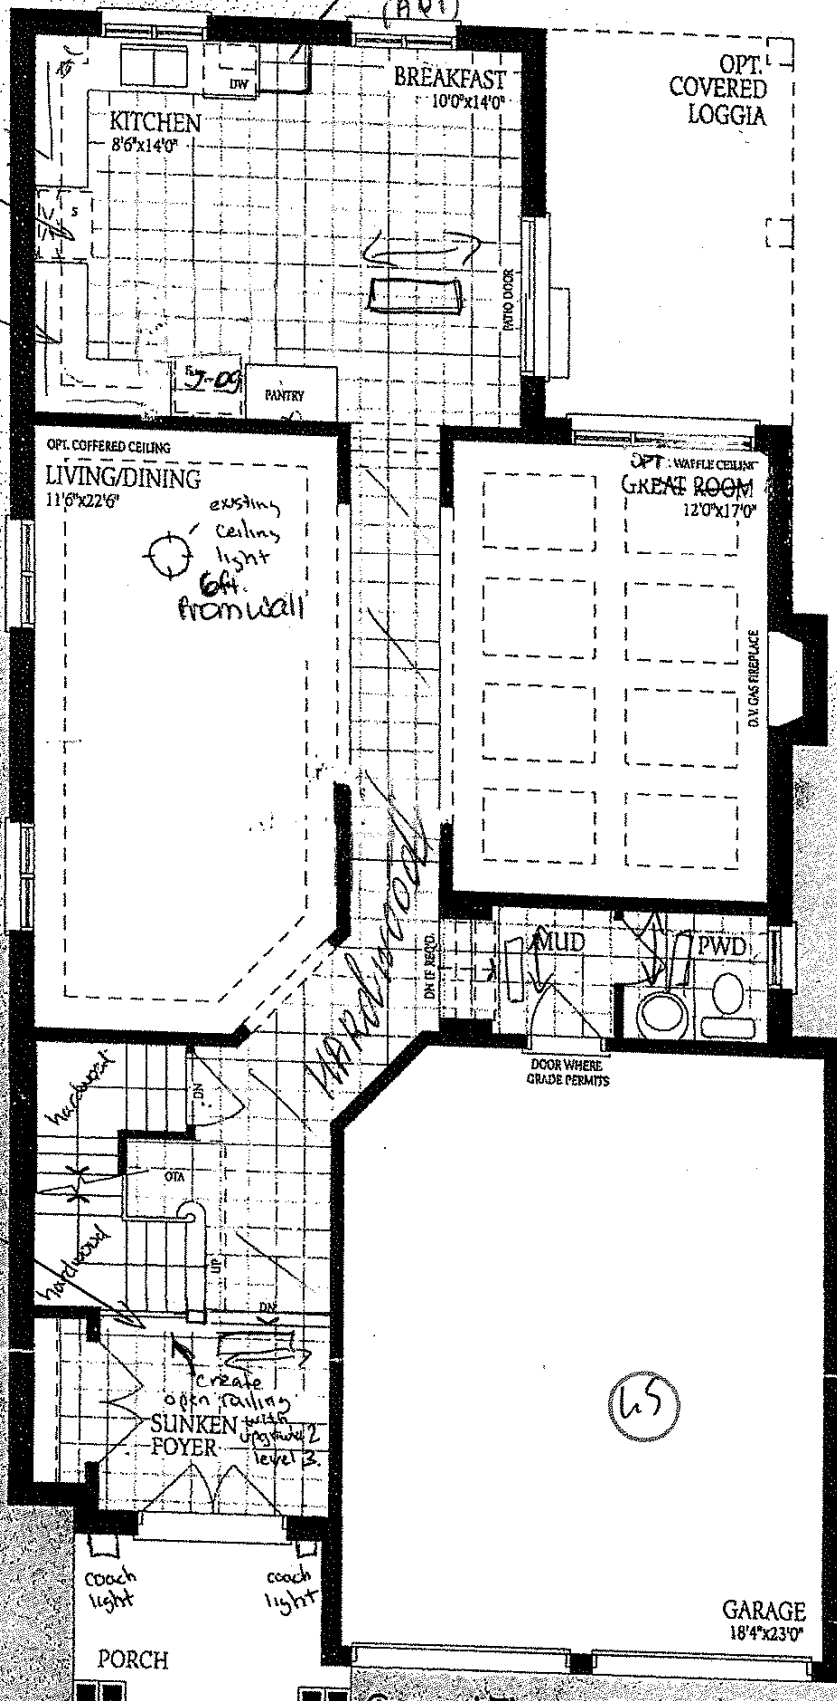 DW
BREAKFAST
10'0"x14'0"
OPT.
COVERED
LOGGIA
KITCHEN
8'6"x14'0"
S
PATIO DOOR
PANTRY
OPT. COFFERED CEILING
LIVING/DINING
11'6"x22'6"
existing
ceiling
light
6ft.
from wall
OPT. WAFFLE CEILING
GREAT ROOM
12'0"x17'0"
D.V. GAS FIREPLACE
HARdwood
DN IF REQ'D.
MUD
PWD
DOOR WHERE
GRADE PERMITS
hardwood
DN
OTA
hardwood
UP
DN
create
open railing
with
SUNKEN
FOYER
level 3.
coach
light
coach
light
GARAGE
18'4"x23'0"
PORCH